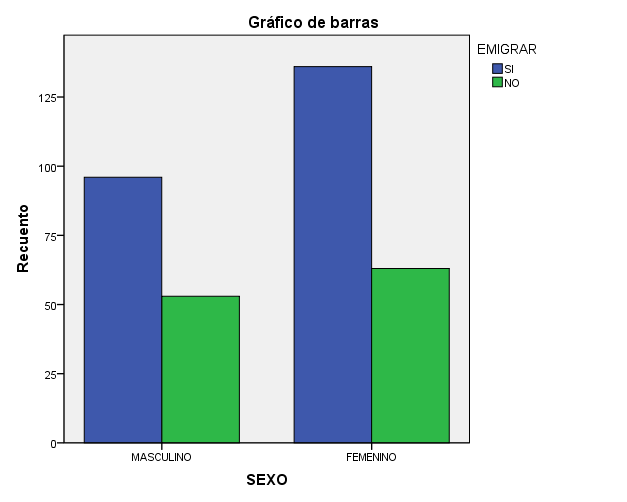 Gráfico de barras
EMIGRAR
SI
NO
Recuento
125
100
75
50
25
0
MASCULINO
FEMENINO
SEXO